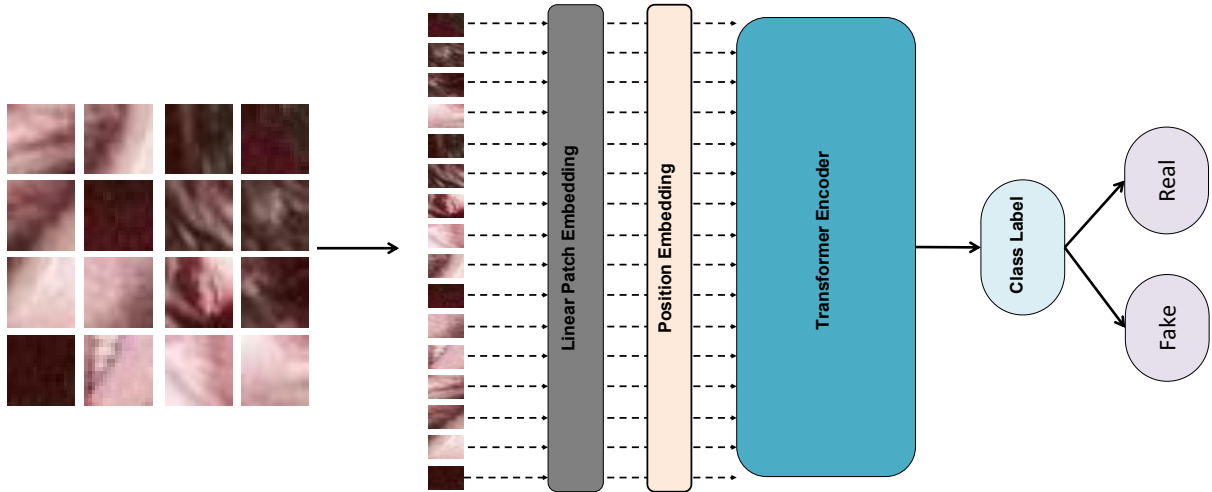 Linear Patch Embedding
Position Embedding
Transformer Encoder
Class Label
Real
Fake